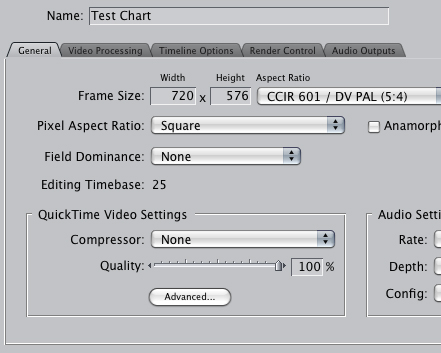 Name: Test Chart
General Video Processing Timeline Options Render Control Audio Outputs
Width Height Aspect Ratio
Frame Size: 720 x 576 CCIR 601 / DV PAL (5:4)
Pixel Aspect Ratio: Square Anamorph
Field Dominance: None
Editing Timebase: 25
QuickTime Video Settings Audio Setti
Compressor: None Rate:
Quality: 100 % Depth:
Advanced... Config: